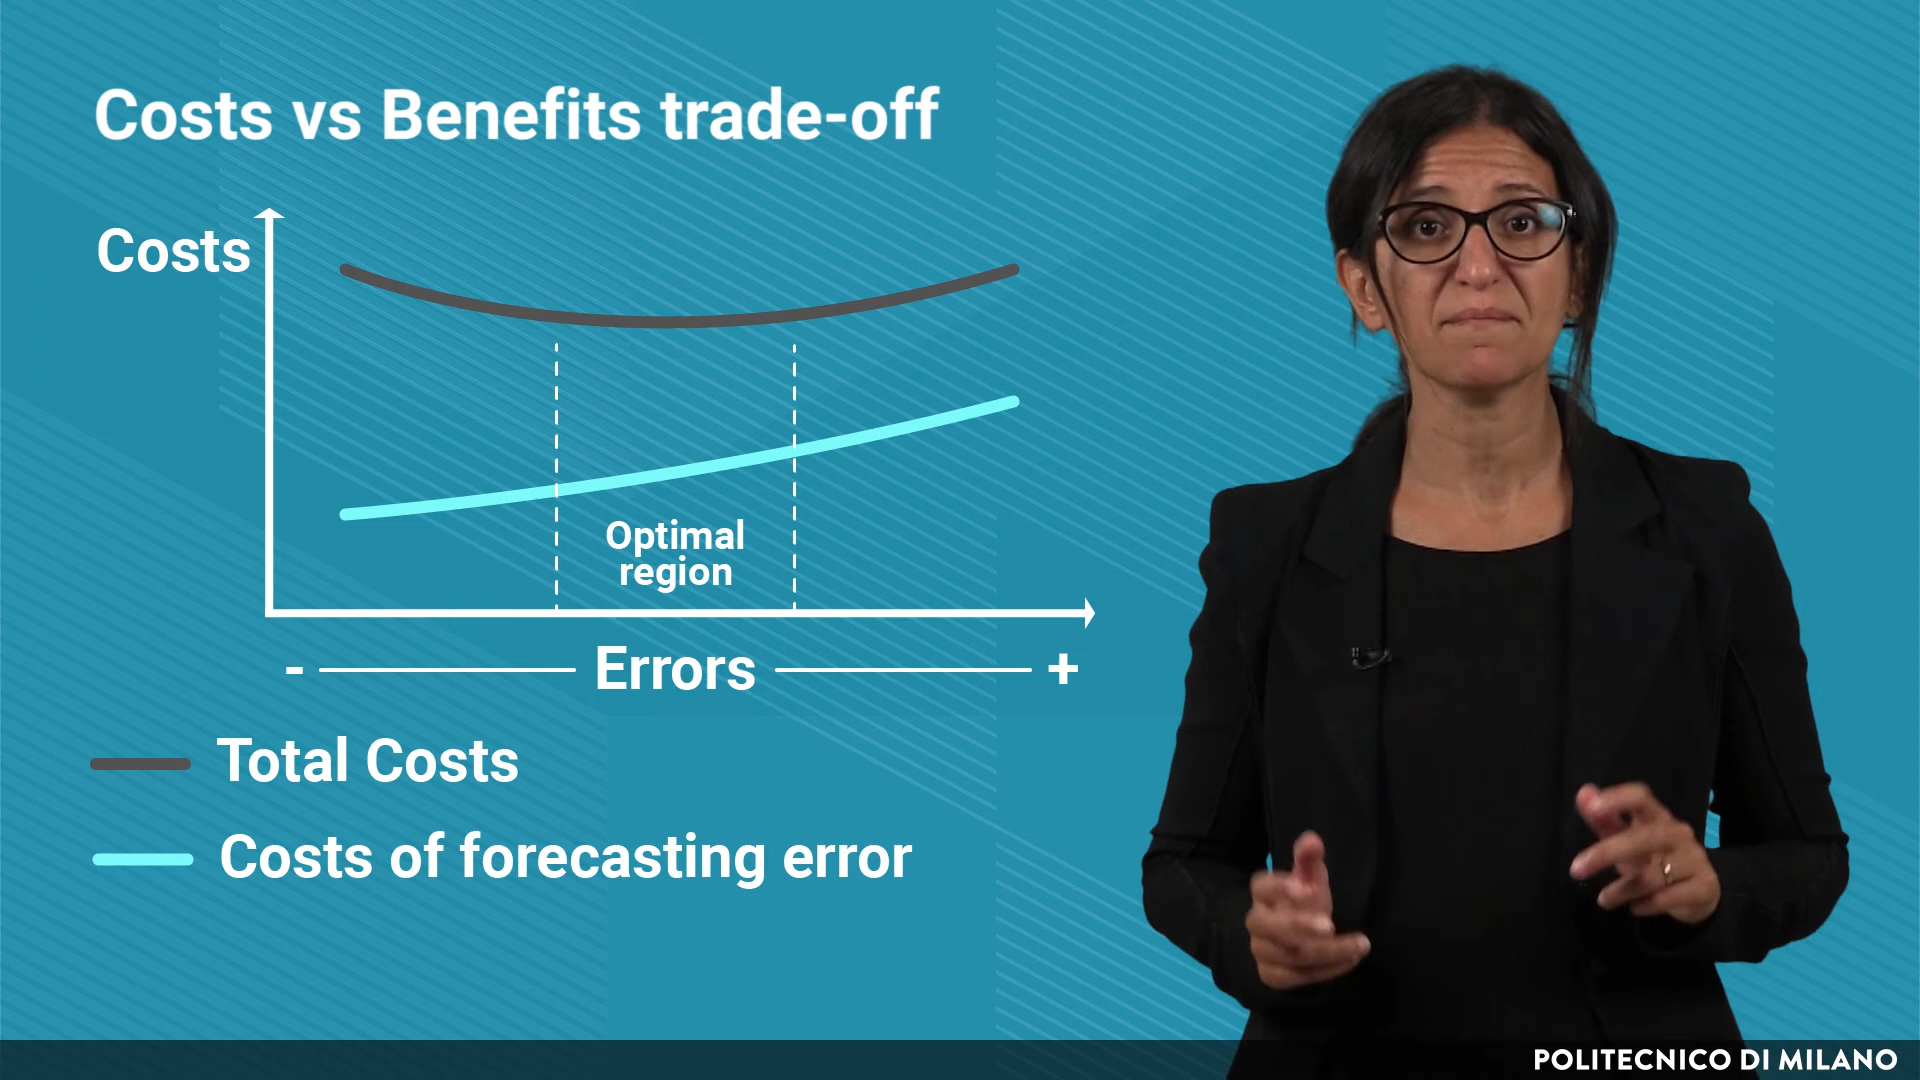 Costs vs Benefits trade-off
Costs
Optimal
region
- Errors +
Total Costs
Costs of forecasting error
POLITECNICO DI MILANO